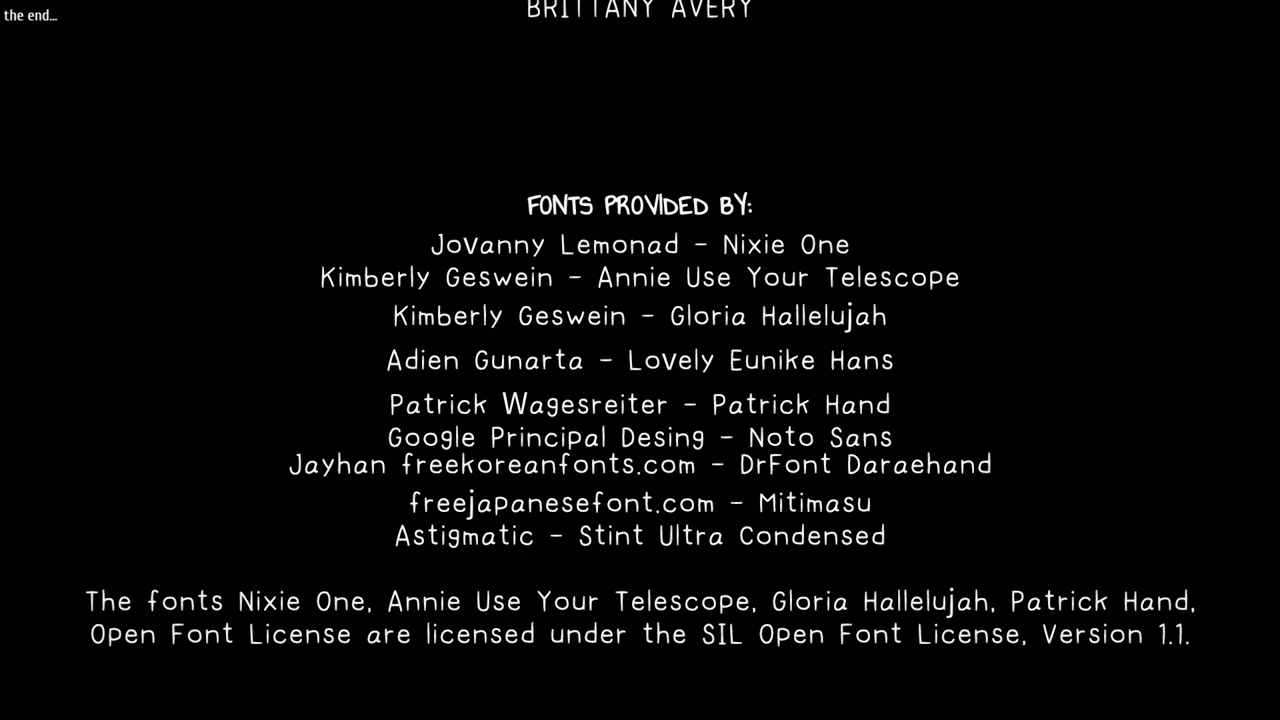 the end...
BRITTANY AVERY
FONTS PROVIDED BY:
Jovanny Lemonad - Nixie One
Kimberly Geswein - Annie Use Your Telescope
Kimberly Geswein - Gloria Hallelujah
Adien Gunarta - Lovely Eunike Hans
Patrick Wagesreiter - Patrick Hand
Google Principal Desing - Noto Sans
Jayhan freekoreanfonts.com - DrFont Daraehand
freejapanesefont.com - Mitimasu
Astigmatic - Stint Ultra Condensed
The fonts Nixie One, Annie Use Your Telescope, Gloria Hallelujah, Patrick Hand,
Open Font License are licensed under the SIL Open Font License, Version 1.1.